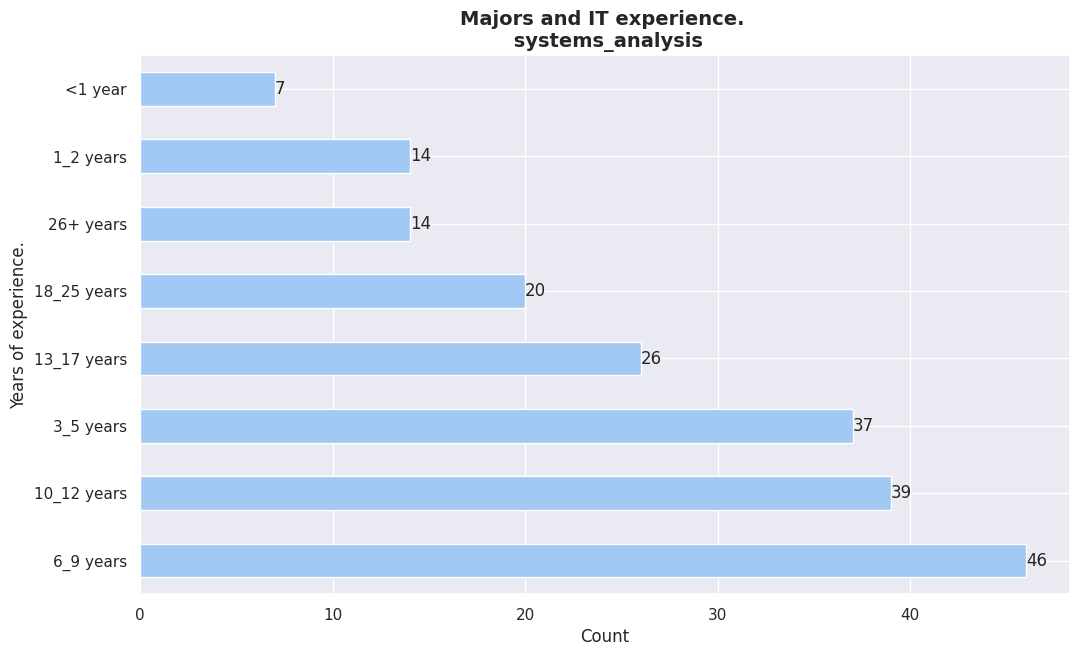 Majors and IT experience.
systems_analysis
Years of experience.
<1 year
7
1_2 years
14
26+ years
14
18_25 years
20
13_17 years
26
3_5 years
37
10_12 years
39
6_9 years
46
0 10 20 30 40
Count